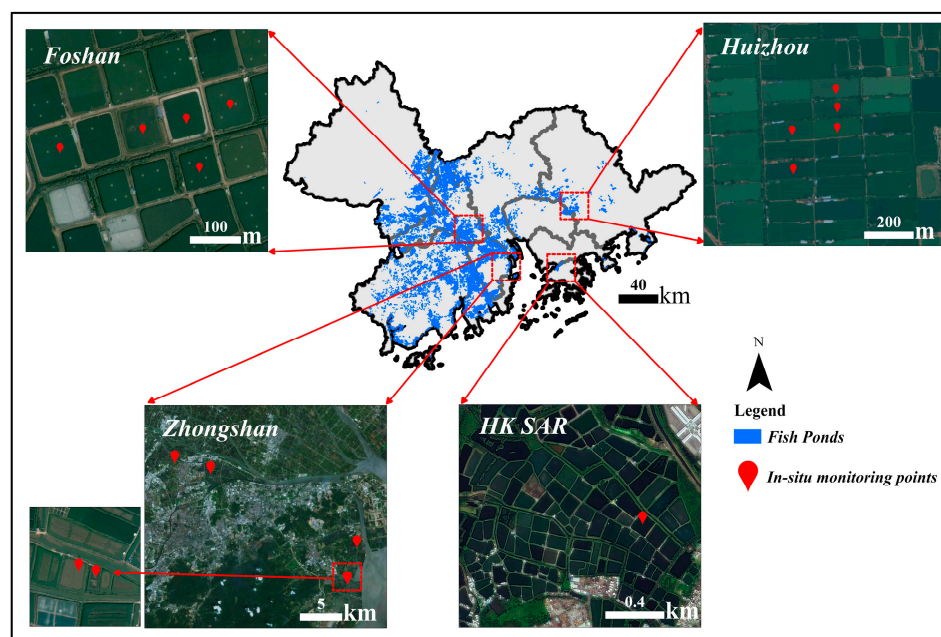 Foshan
100
m
Huizhou
200
m
40
km
Zhongshan
5
km
HK SAR
0.4
km
N
Legend
Fish Ponds
In-situ monitoring points